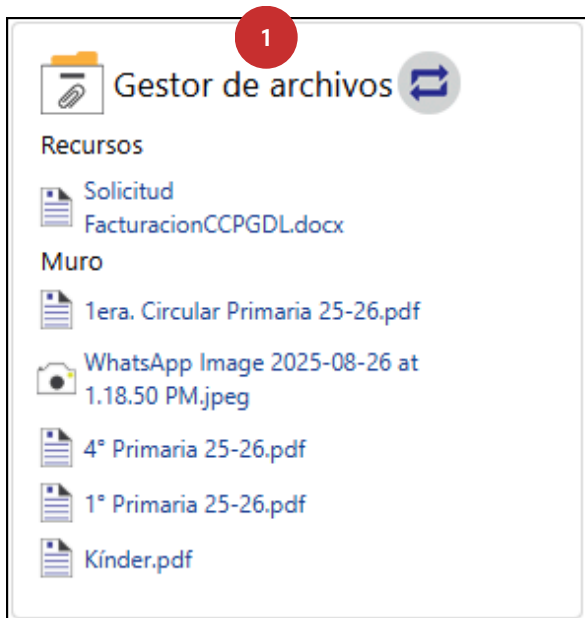 1
Gestor de archivos
Recursos
Solicitud
FacturacionCCPGDL.docx
Muro
1era. Circular Primaria 25-26.pdf
WhatsApp Image 2025-08-26 at
1.18.50 PM.jpeg
4° Primaria 25-26.pdf
1° Primaria 25-26.pdf
Kínder.pdf